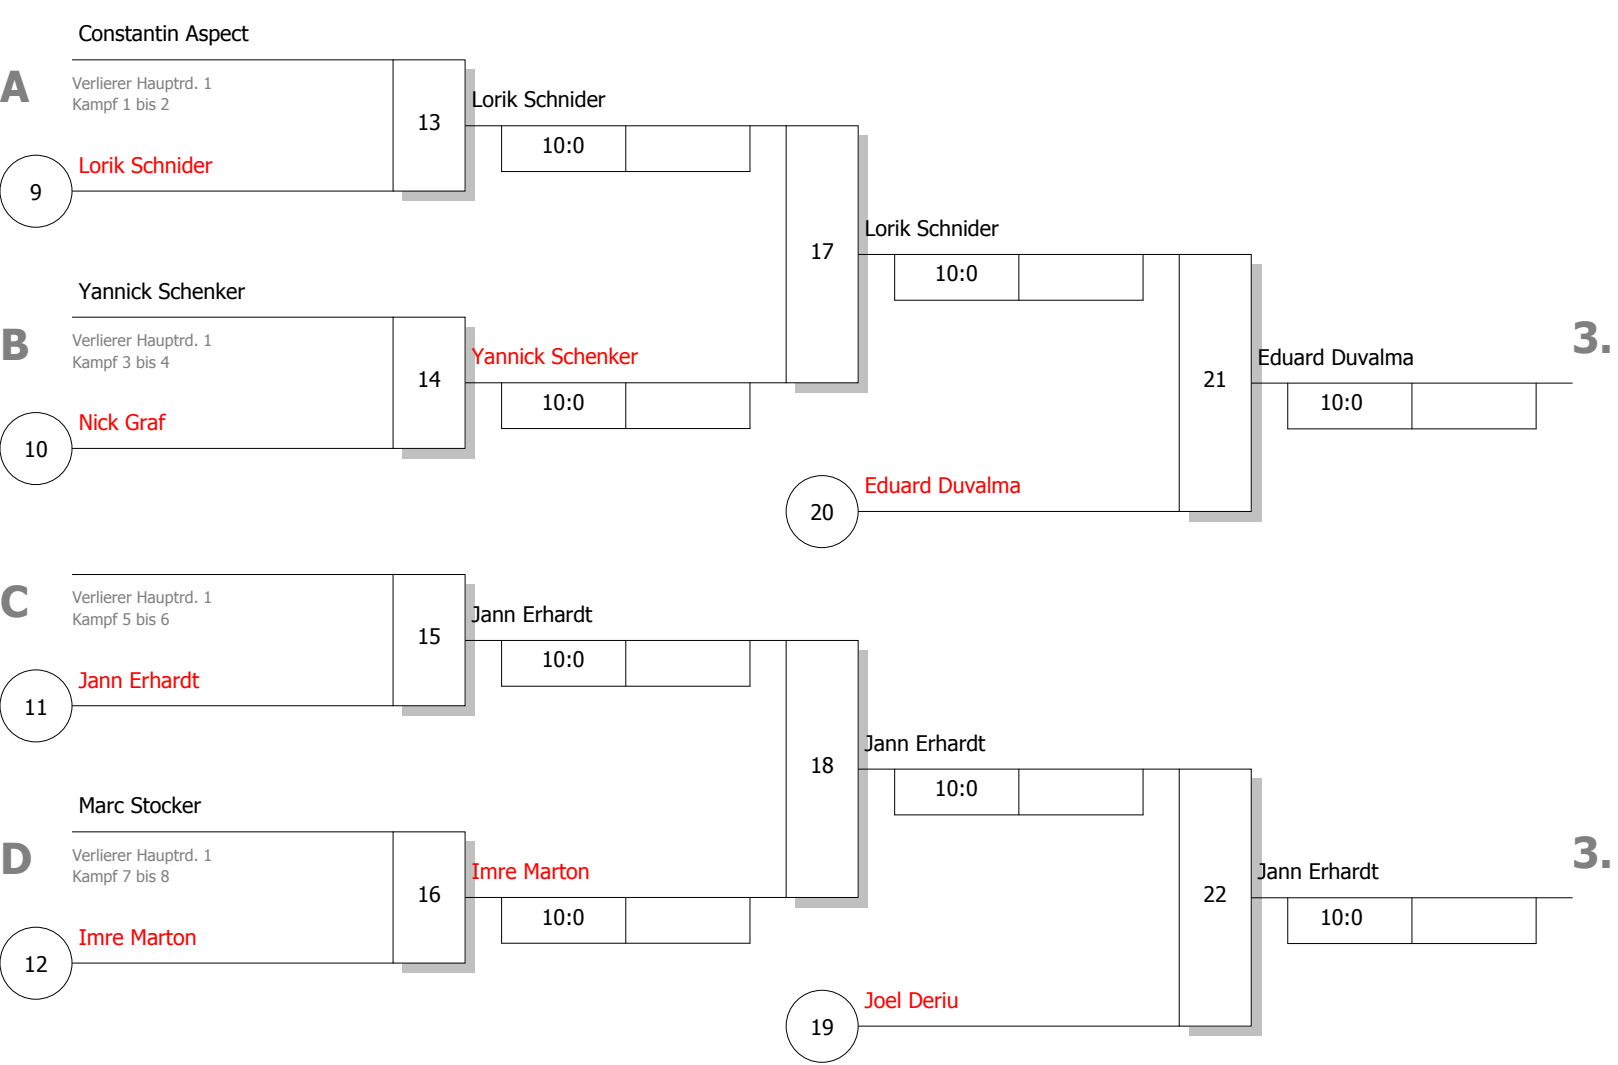 Constantin Aspect
A
Verlierer Hauptrd. 1
Kampf 1 bis 2
13
Lorik Schnider
10:0
Lorik Schnider
9
17
Lorik Schnider
10:0
Yannick Schenker
B
Verlierer Hauptrd. 1
Kampf 3 bis 4
14
Yannick Schenker
10:0
Nick Graf
10
21
Eduard Duvalma
10:0
3.
Eduard Duvalma
20
C
Verlierer Hauptrd. 1
Kampf 5 bis 6
15
Jann Erhardt
10:0
Jann Erhardt
11
18
Jann Erhardt
10:0
Marc Stocker
D
Verlierer Hauptrd. 1
Kampf 7 bis 8
16
Imre Marton
10:0
Imre Marton
12
22
Jann Erhardt
10:0
3.
Joel Deriu
19